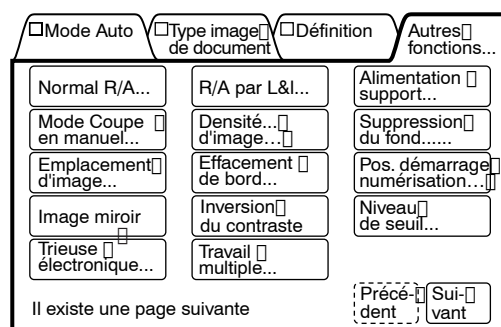 Mode Auto
Type image
de document
Définition
Autres
fonctions...
Normal R/A...
R/A par L&I...
Alimentation
support...
Mode Coupe
en manuel...
Densité...
d'image...
Suppression
du fond......
Emplacement
d'image...
Effacement
de bord...
Pos. démarrage
numérisation...
Image miroir
Inversion
du contraste
Niveau
de seuil...
Trieuse
électronique...
Travail
multiple...
Il existe une page suivante
Précé-
dent
Sui-
vant